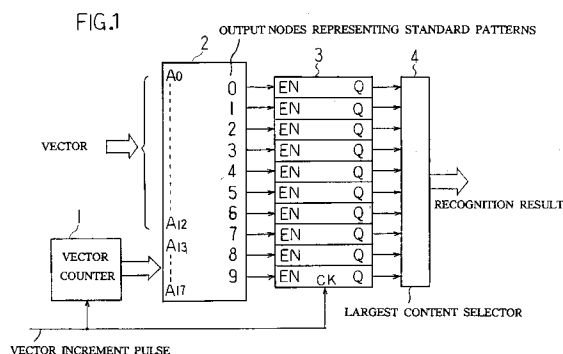 FIG.1
OUTPUT NODES REPRESENTING STANDARD PATTERNS
2
3
4
A0
0 EN Q
1 EN Q
2 EN Q
VECTOR
3 EN Q
4 EN Q
5 EN Q
RECOGNITION RESULT
6 EN Q
A12
1
7 EN Q
A13
VECTOR
COUNTER
8 EN Q
9 EN CK Q
A17
LARGEST CONTENT SELECTOR
VECTOR INCREMENT PULSE